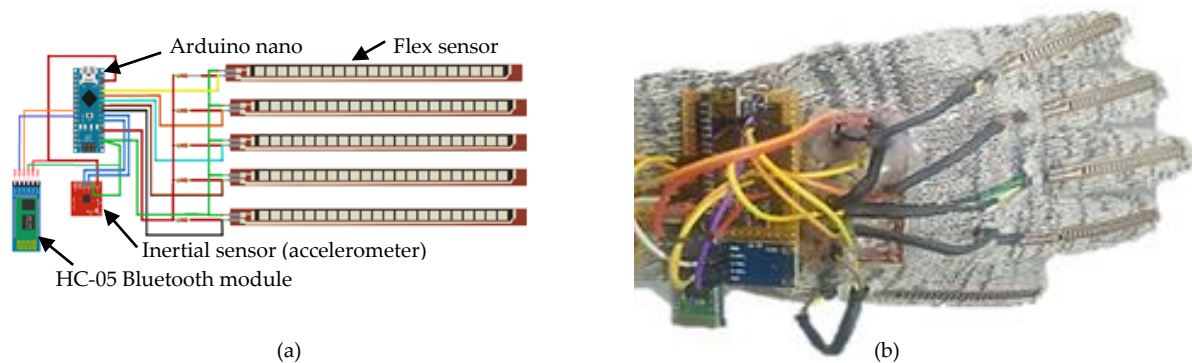 Arduino nano
Flex sensor
Inertial sensor (accelerometer)
HC-05 Bluetooth module
(a)
(b)